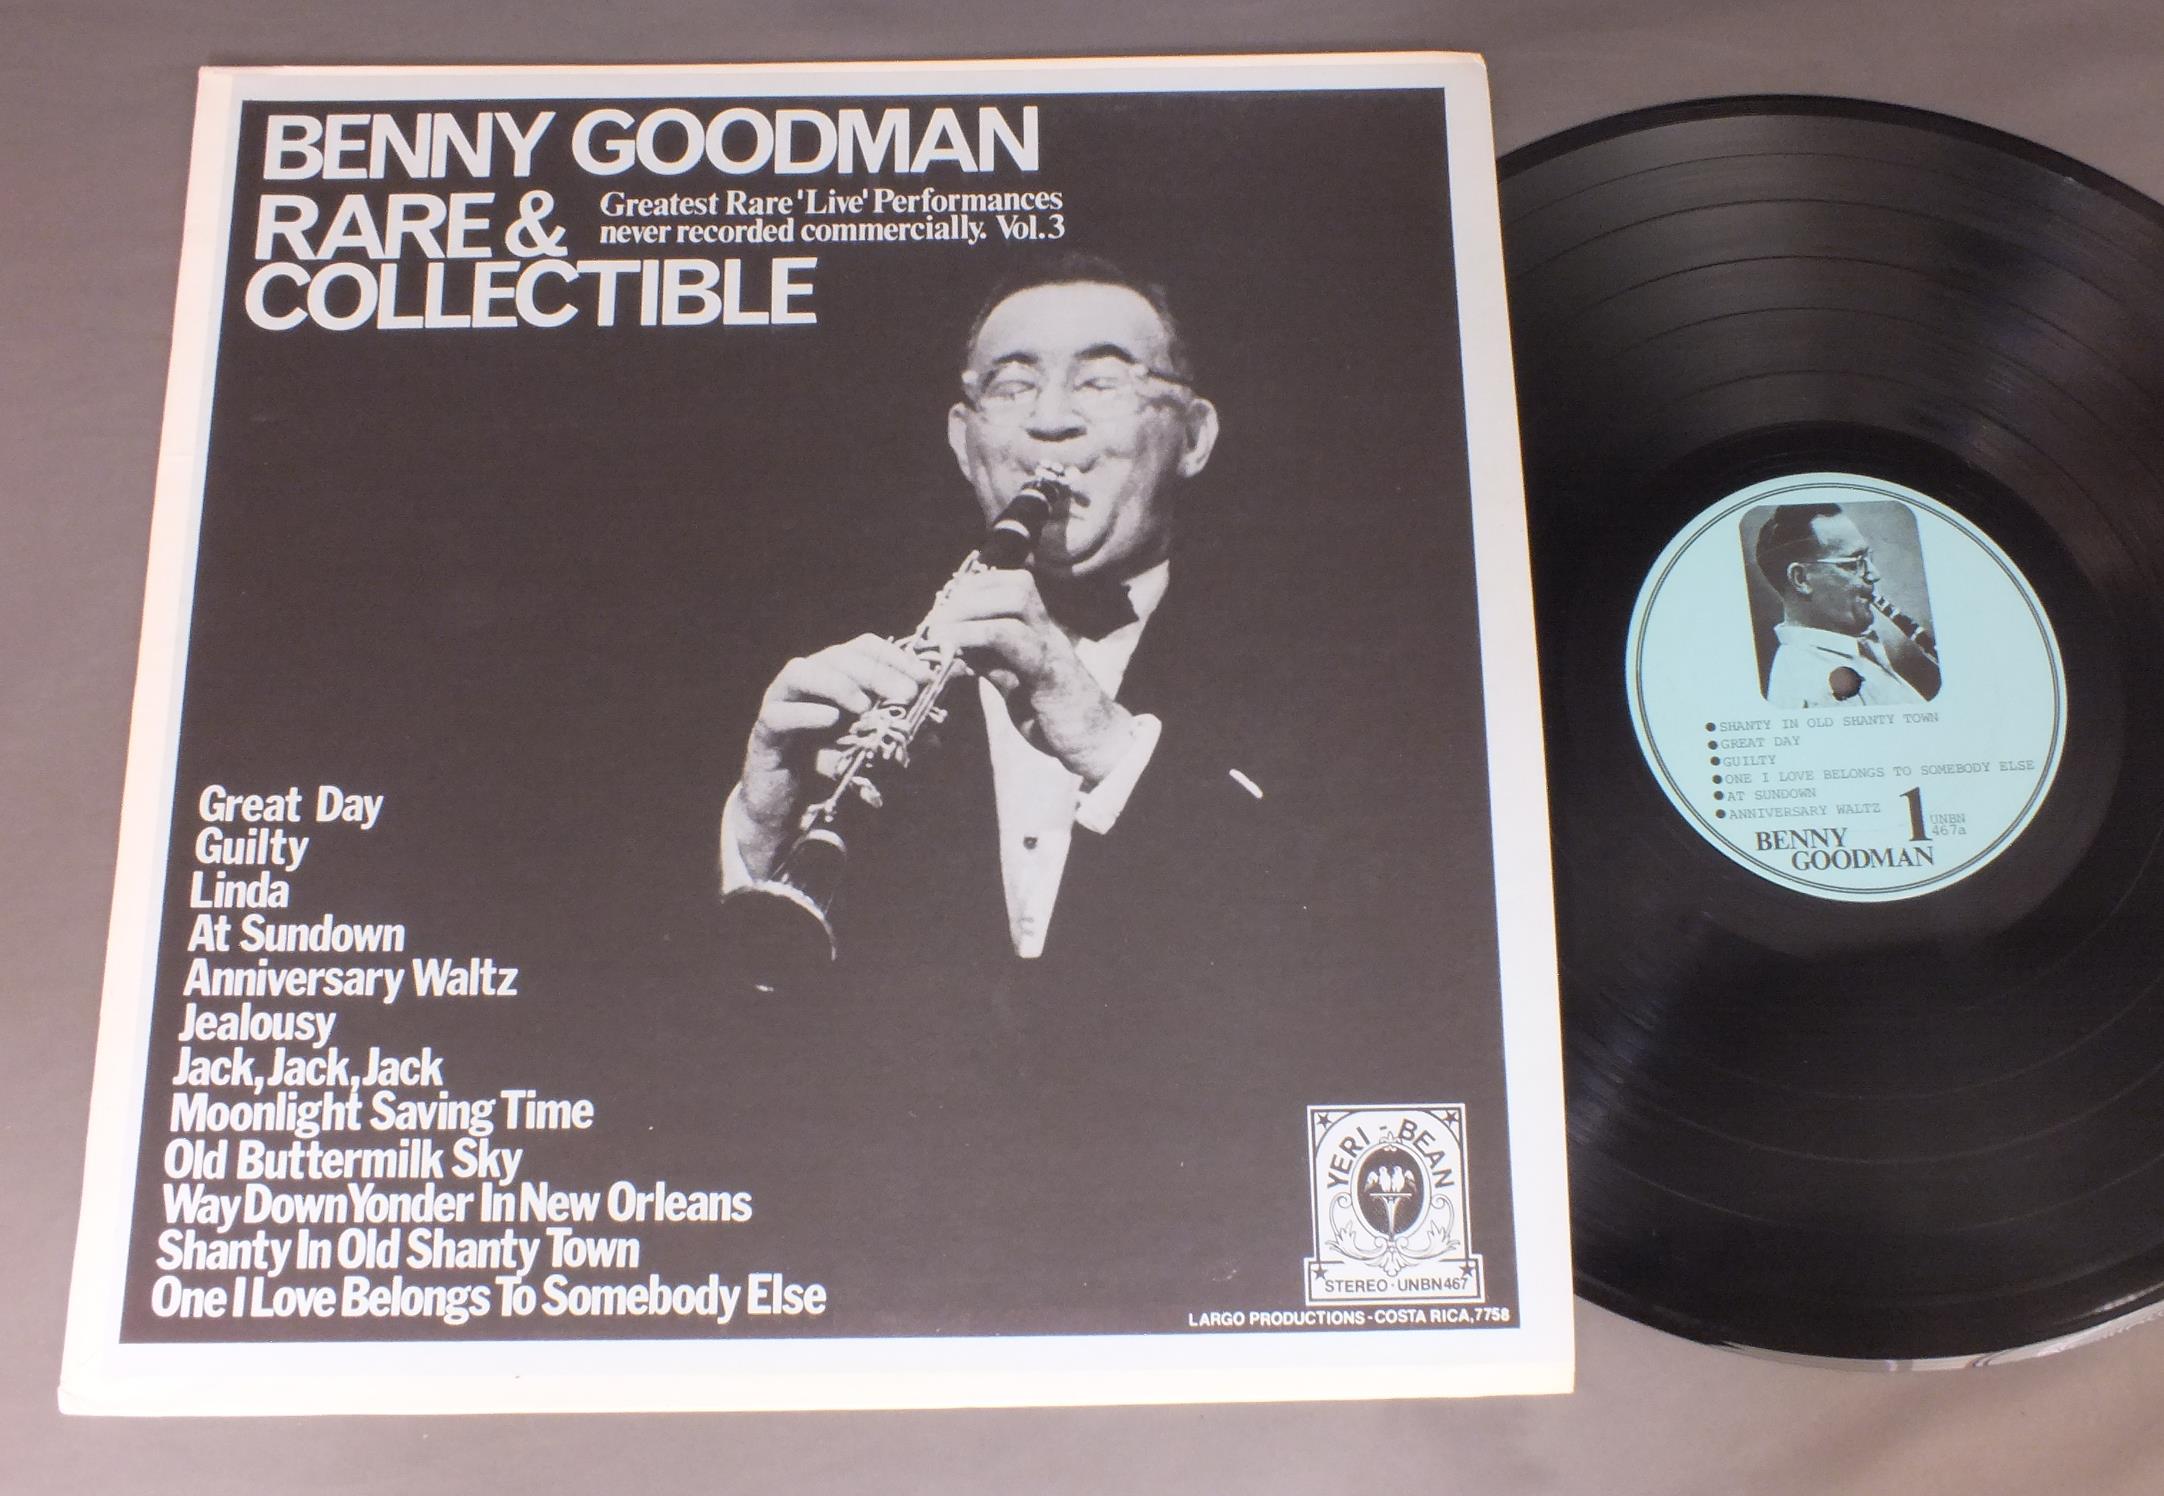 BENNY GOODMAN
RARE &
COLLECTIBLE
Greatest Rare 'Live' Performances
never recorded commercially. Vol.3
Great Day
Guilty
Linda
At Sundown
Anniversary Waltz
Jealousy
Jack, Jack, Jack
Moonlight Saving Time
Old Buttermilk Sky
Way Down Yonder In New Orleans
Shanty In Old Shanty Town
One I Love Belongs To Somebody Else
YERI-BEAN
STEREO·UNBN467
LARGO PRODUCTIONS-COSTA RICA,7758
●SHANTY IN OLD SHANTY TOWN
●GREAT DAY
●GUILTY
●ONE I LOVE BELONGS TO SOMEBODY ELSE
●AT SUNDOWN
●ANNIVERSARY WALTZ
1
UNBN
467a
BENNY
GOODMAN